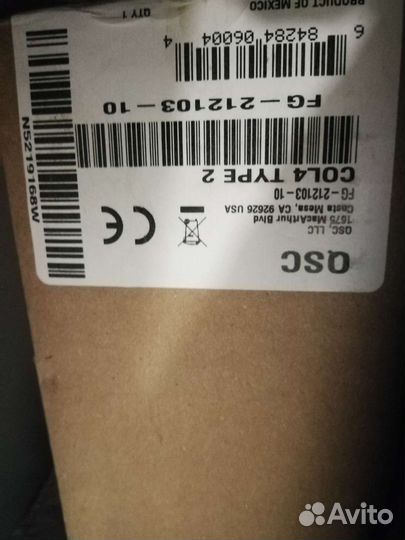 QSC
QSC, LLC
1675 MacArthur Blvd
Costa Mesa, CA 92626 USA
FG-212103-10
COL4 TYPE 2
FG-212103-10
6 84284 06004 4
QTY 1
PRODUCT OF MEXICO
N5219168W
Avito